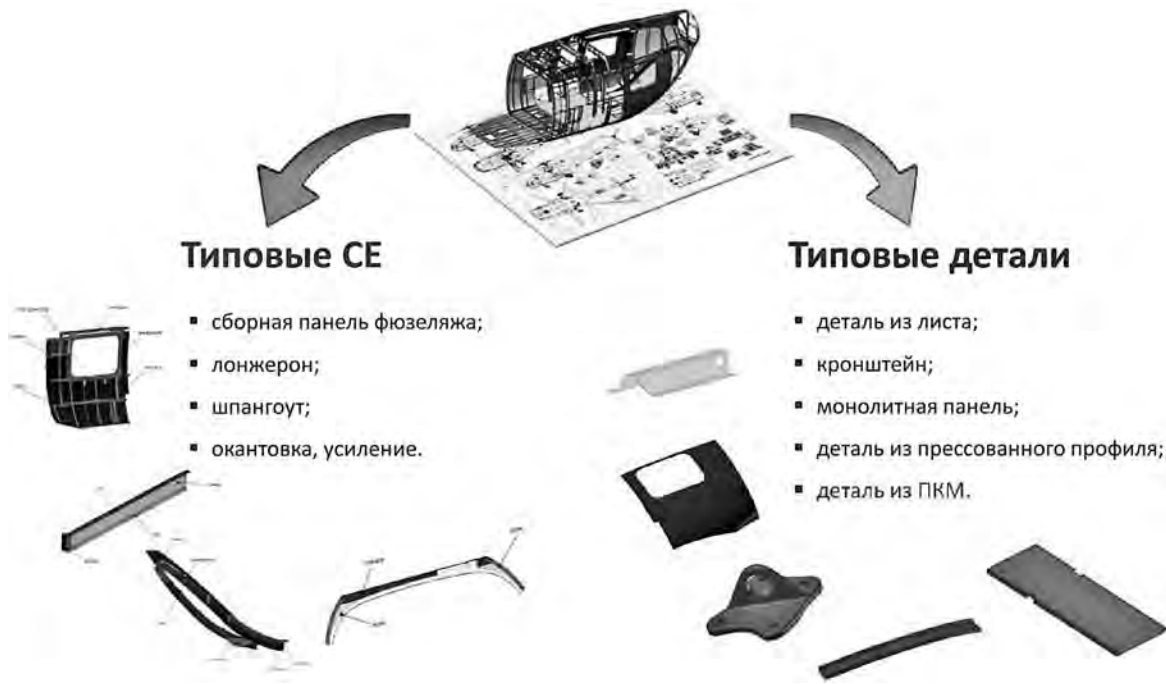 Типовые СЕ
▪ сборная панель фюзеляжа;
▪ лонжерон;
▪ шпангоут;
▪ окантовка, усиление.
Типовые детали
▪ деталь из листа;
▪ кронштейн;
▪ монолитная панель;
▪ деталь из прессованного профиля;
▪ деталь из ПКМ.